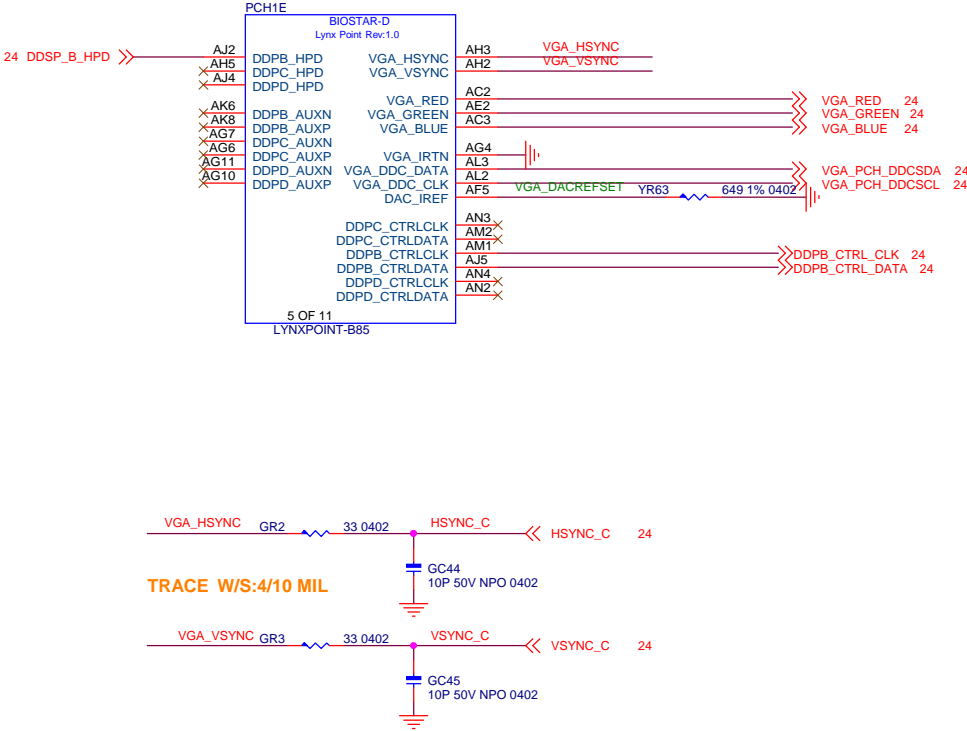 PCH1E
BIOSTAR-D
Lynx Point Rev:1.0
24 DDSP_B_HPD
AJ2 DDPB_HPD
AH5 DDPC_HPD
AJ4 DDPD_HPD
AK6 DDPB_AUXN
AK8 DDPB_AUXP
AG7 DDPC_AUXN
AG6 DDPC_AUXP
AG11 DDPD_AUXN
AG10 DDPD_AUXP
VGA_HSYNC AH3 VGA_HSYNC
VGA_VSYNC AH2 VGA_VSYNC
VGA_RED AC2 VGA_RED 24
VGA_GREEN AE2 VGA_GREEN 24
VGA_BLUE AC3 VGA_BLUE 24
VGA_IRTN AG4
VGA_DDC_DATA AL3 VGA_PCH_DDCSDA 24
VGA_DDC_CLK AL2 VGA_PCH_DDCSCL 24
DAC_IREF AF5 VGA_DACREFSET YR63 649 1% 0402
DDPC_CTRLCLK AN3
DDPC_CTRLDATA AM2
DDPB_CTRLCLK AM1 DDPB_CTRL_CLK 24
DDPB_CTRLDATA AJ5 DDPB_CTRL_DATA 24
DDPD_CTRLCLK AN4
DDPD_CTRLDATA AN2
5 OF 11
LYNXPOINT-B85
VGA_HSYNC GR2 33 0402 HSYNC_C HSYNC_C 24
GC44
10P 50V NPO 0402
TRACE W/S:4/10 MIL
VGA_VSYNC GR3 33 0402 VSYNC_C VSYNC_C 24
GC45
10P 50V NPO 0402